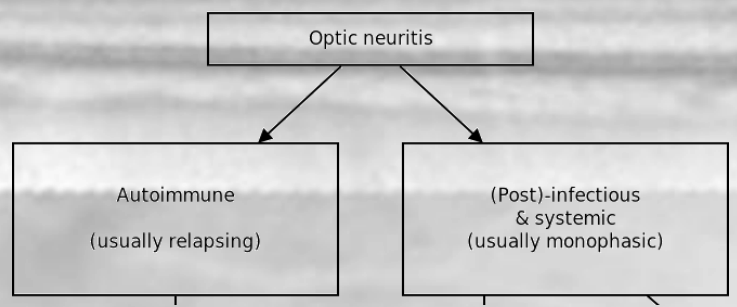 Optic neuritis
Autoimmune
(usually relapsing)
(Post)-infectious
& systemic
(usually monophasic)